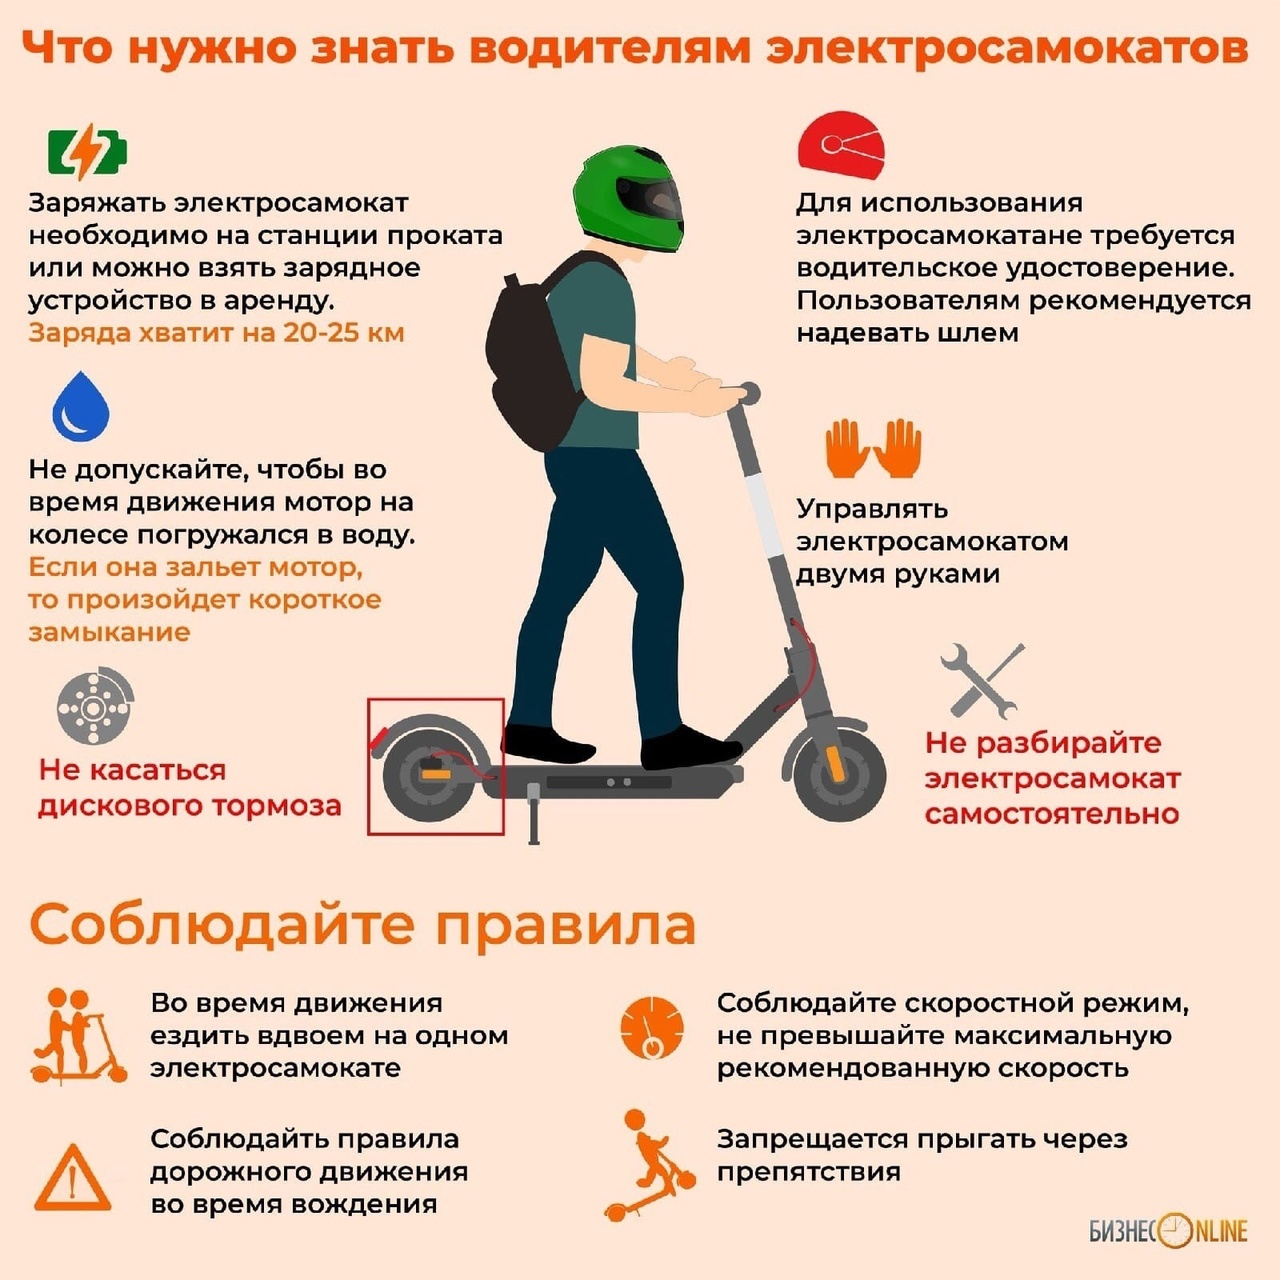 Что нужно знать водителям электросамокатов
Заряжать электросамокат
необходимо на станции проката
или можно взять зарядное
устройство в аренду.
Заряда хватит на 20-25 км
Не допускайте, чтобы во
время движения мотор на
колесе погружался в воду.
Если она зальет мотор,
то произойдет короткое
замыкание
Не касаться
дискового тормоза
Для использования
электросамокатане требуется
водительское удостоверение.
Пользователям рекомендуется
надевать шлем
Управлять
электросамокатом
двумя руками
Не разбирайте
электросамокат
самостоятельно
Соблюдайте правила
Во время движения
ездить вдвоем на одном
электросамокате
Соблюдайть правила
дорожного движения
во время вождения
Соблюдайте скоростной режим,
не превышайте максимальную
рекомендованную скорость
Запрещается прыгать через
препятствия
БИЗНЕС ONLINE